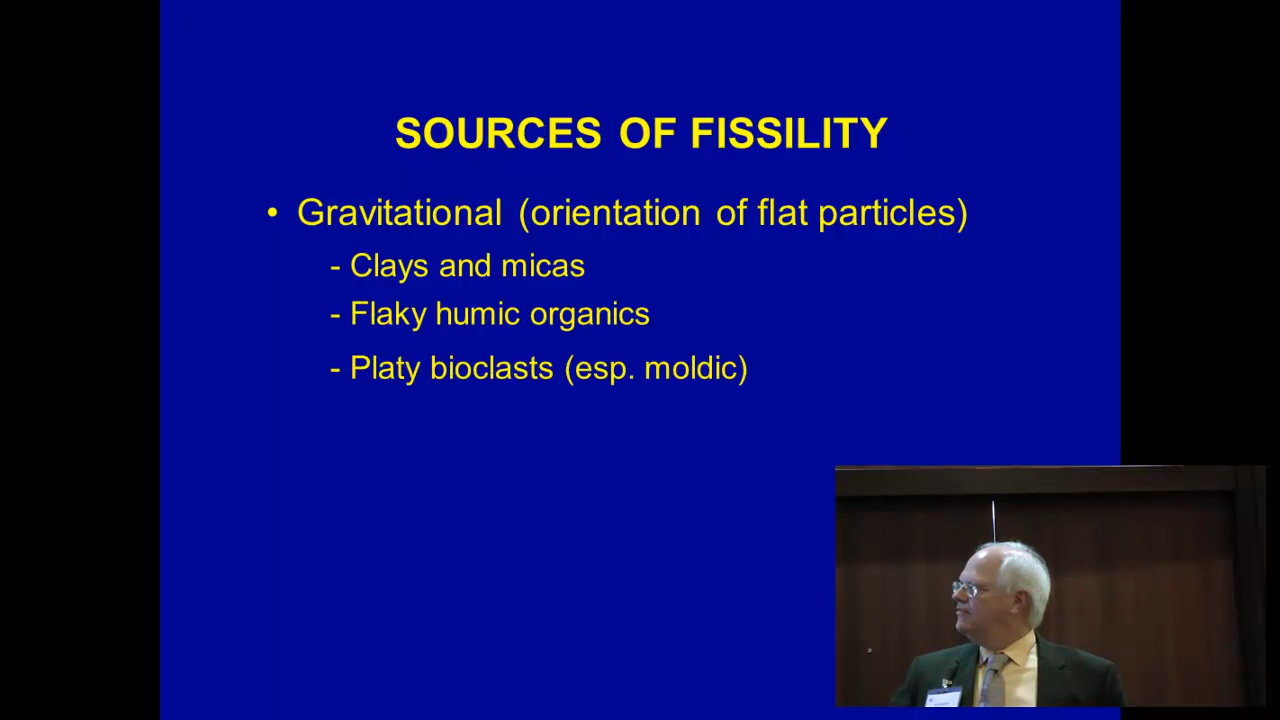 SOURCES OF FISSILITY
• Gravitational (orientation of flat particles)
- Clays and micas
- Flaky humic organics
- Platy bioclasts (esp. moldic)